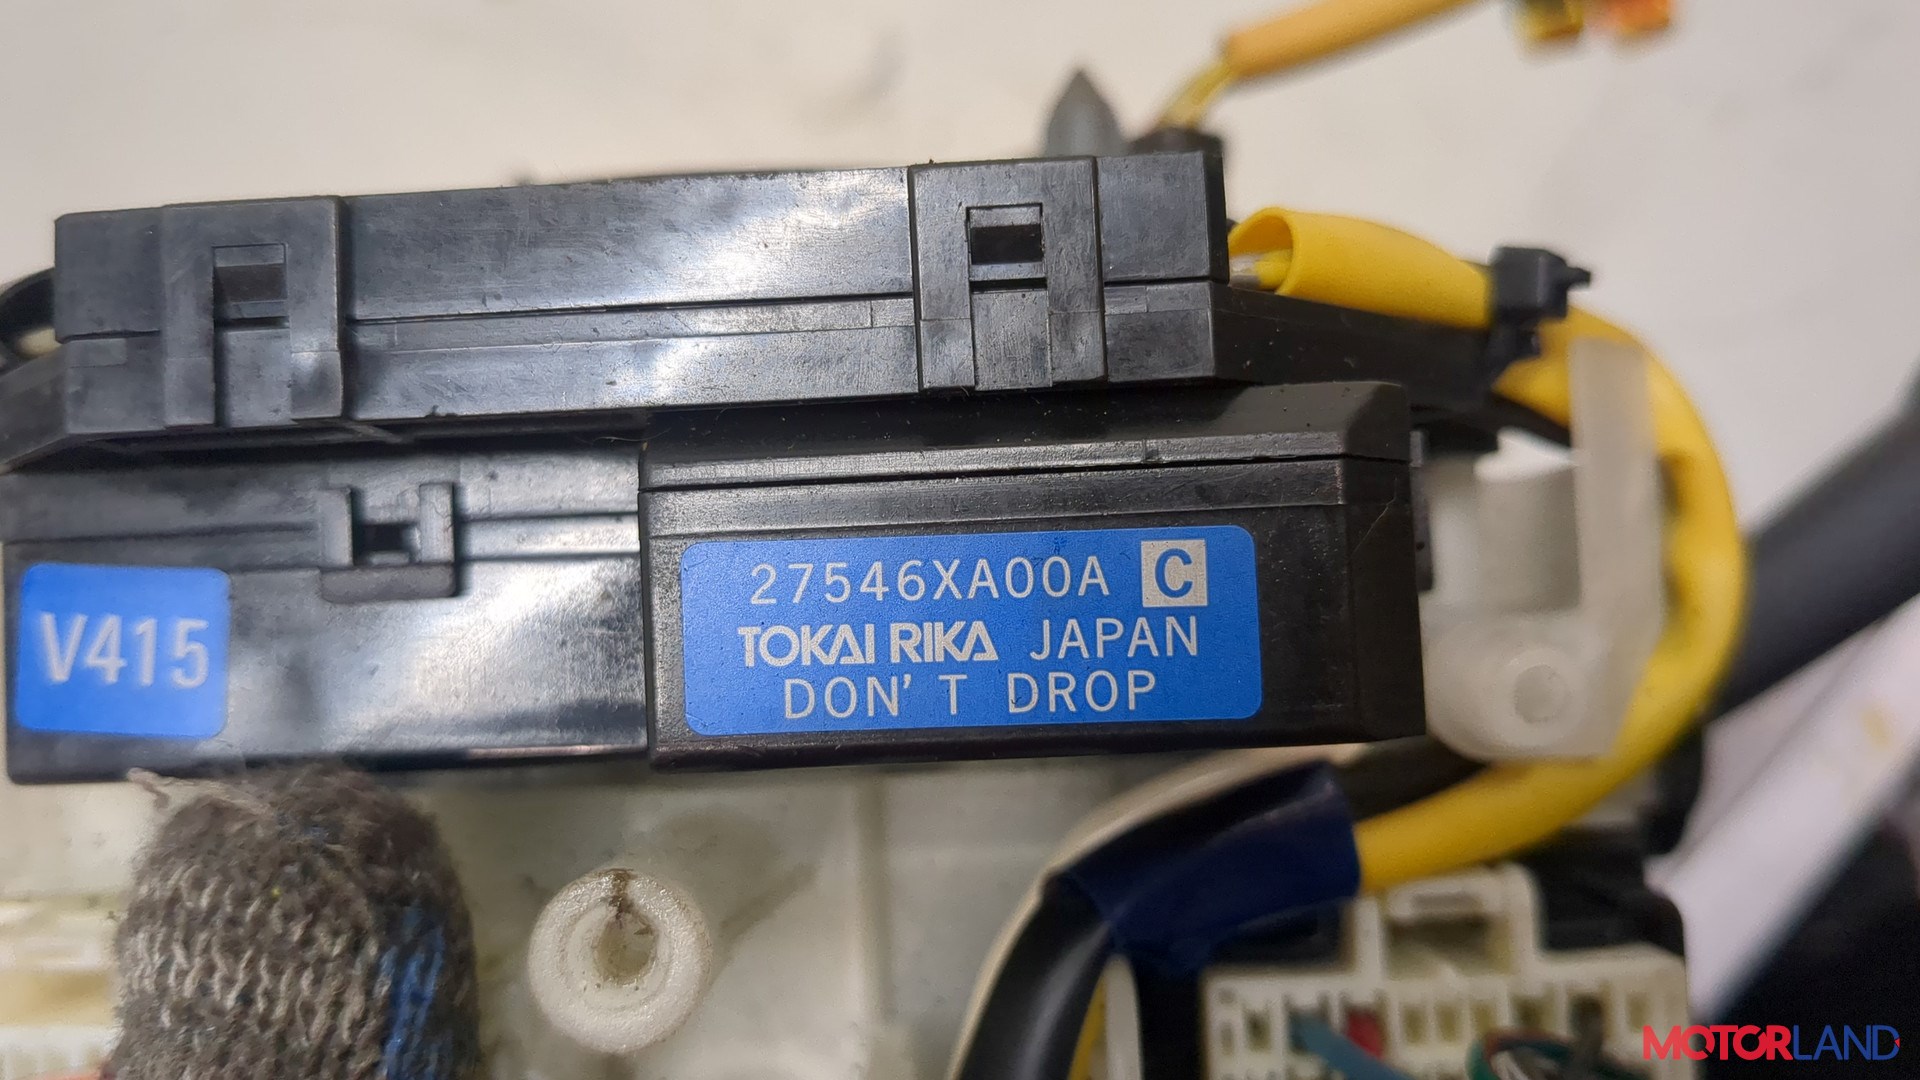 27546XA00A C
TOKAI RIKA JAPAN
DON'T DROP
V415
MOTORLAND